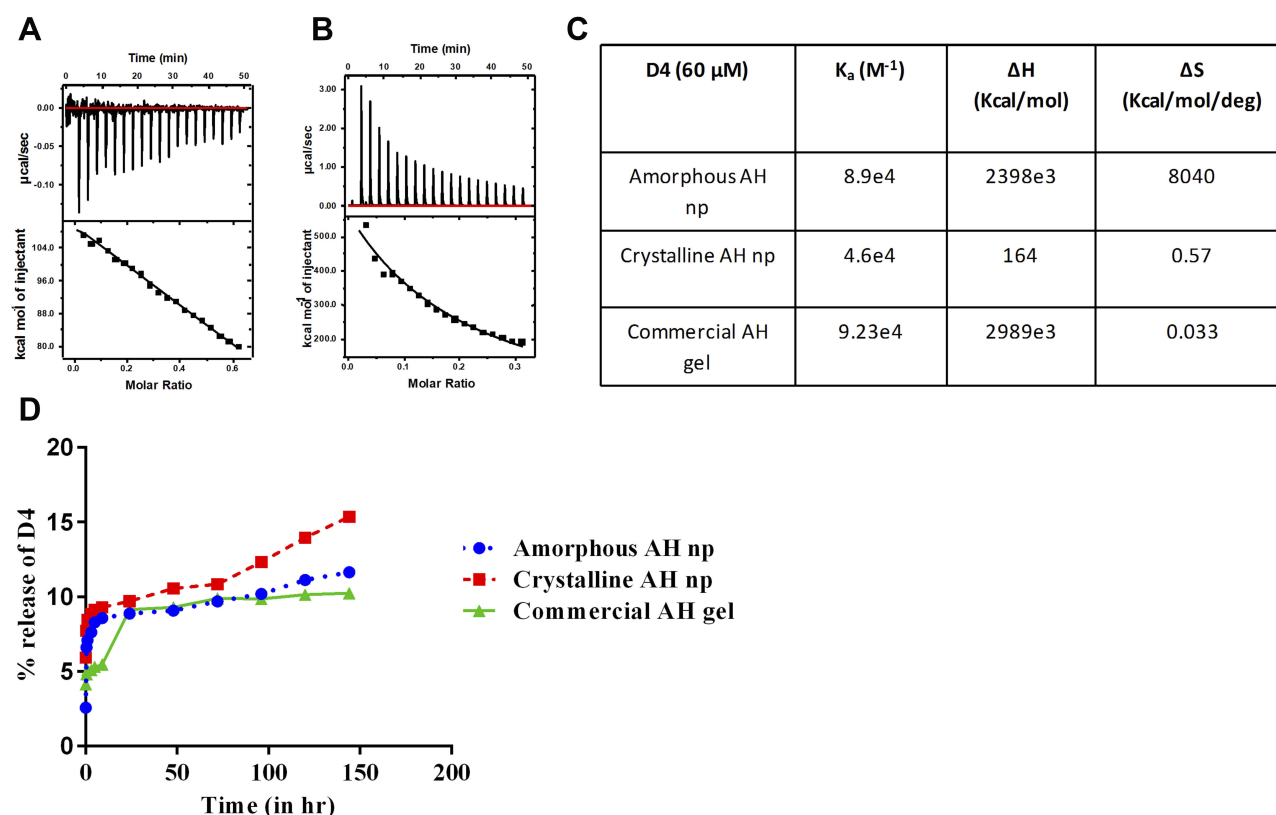 A
Time (min)
0 10 20 30 40 50
0.00
-0.05
-0.10
µcal/sec
104.0
96.0
88.0
80.0
kcal mol⁻¹ of injectant
0.0 0.2 0.4 0.6
Molar Ratio
B
Time (min)
0 10 20 30 40 50
3.00
2.00
1.00
0.00
µcal/sec
500.0
400.0
300.0
200.0
kcal mol⁻¹ of injectant
0.0 0.1 0.2 0.3
Molar Ratio
C
D4 (60 µM) Kₐ (M⁻¹) ΔH (Kcal/mol) ΔS (Kcal/mol/deg)
Amorphous AH np 8.9e4 2398e3 8040
Crystalline AH np 4.6e4 164 0.57
Commercial AH gel 9.23e4 2989e3 0.033
D
20
15
10
5
0
% release of D4
0 50 100 150 200
Time (in hr)
Amorphous AH np
Crystalline AH np
Commercial AH gel